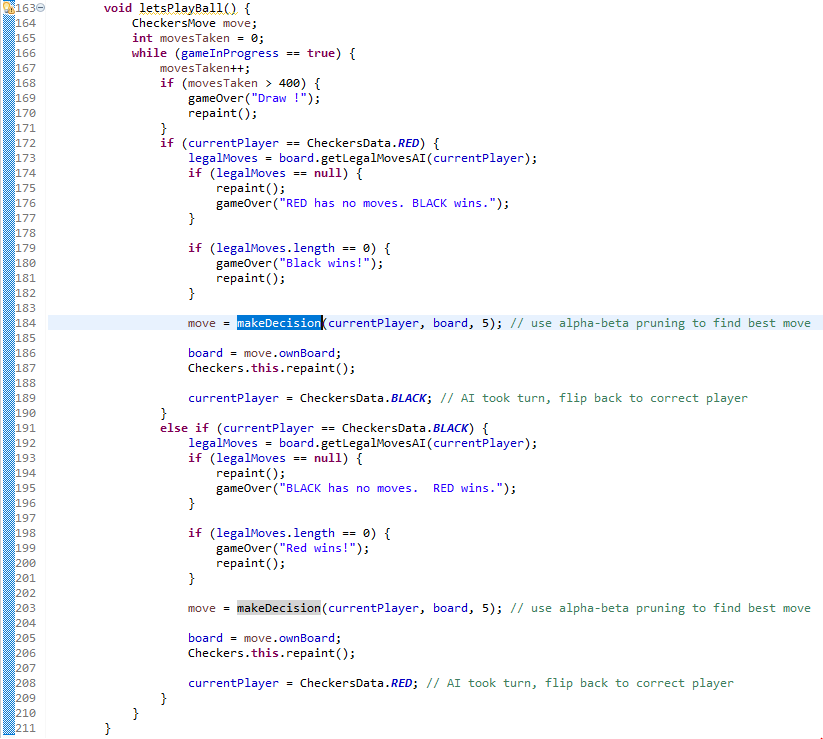 163 void letsPlayBall() {
164 CheckersMove move;
165 int movesTaken = 0;
166 while (gameInProgress == true) {
167 movesTaken++;
168 if (movesTaken > 400) {
169 gameOver("Draw !");
170 repaint();
171 }
172 if (currentPlayer == CheckersData.RED) {
173 legalMoves = board.getLegalMovesAI(currentPlayer);
174 if (legalMoves == null) {
175 repaint();
176 gameOver("RED has no moves. BLACK wins.");
177 }
178
179 if (legalMoves.length == 0) {
180 gameOver("Black wins!");
181 repaint();
182 }
183
184 move = makeDecision(currentPlayer, board, 5); // use alpha-beta pruning to find best move
185
186 board = move.ownBoard;
187 Checkers.this.repaint();
188
189 currentPlayer = CheckersData.BLACK; // AI took turn, flip back to correct player
190 }
191 else if (currentPlayer == CheckersData.BLACK) {
192 legalMoves = board.getLegalMovesAI(currentPlayer);
193 if (legalMoves == null) {
194 repaint();
195 gameOver("BLACK has no moves.  RED wins.");
196 }
197
198 if (legalMoves.length == 0) {
199 gameOver("Red wins!");
200 repaint();
201 }
202
203 move = makeDecision(currentPlayer, board, 5); // use alpha-beta pruning to find best move
204
205 board = move.ownBoard;
206 Checkers.this.repaint();
207
208 currentPlayer = CheckersData.RED; // AI took turn, flip back to correct player
209 }
210 }
211 }